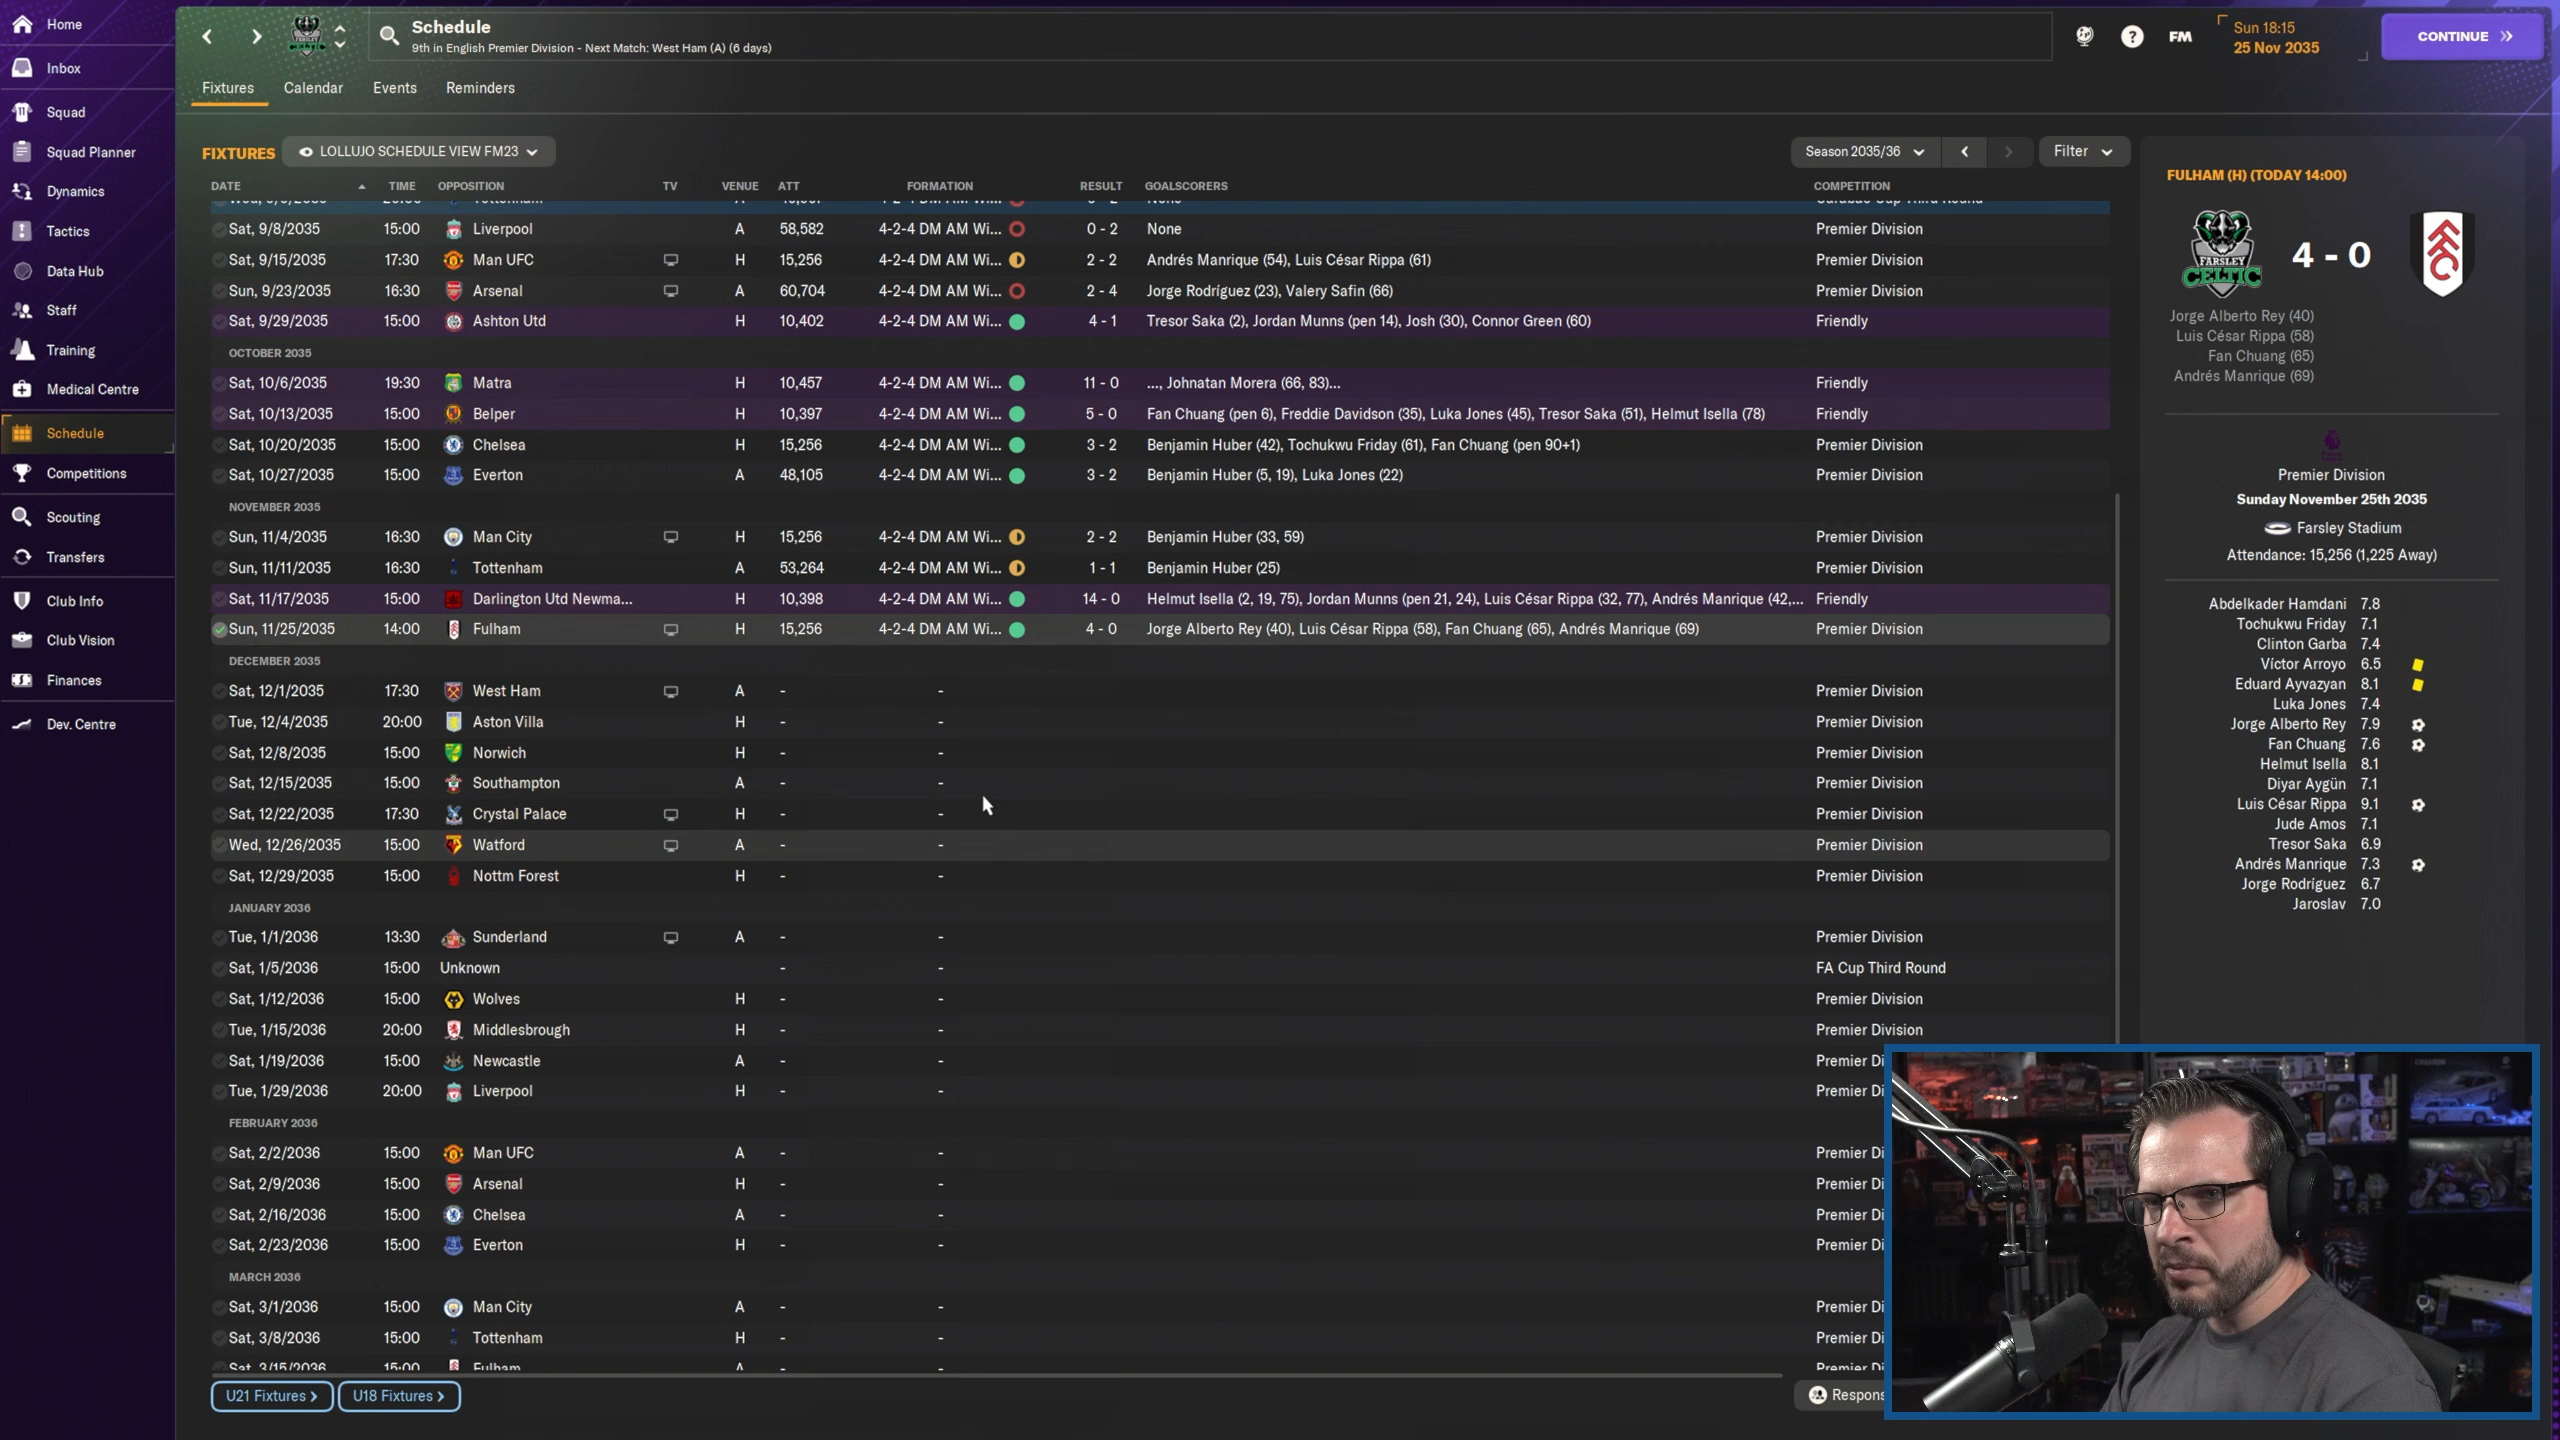 Home
Inbox
Squad
Squad Planner
Dynamics
Tactics
Data Hub
Staff
Training
Medical Centre
Schedule
Competitions
Scouting
Transfers
Club Info
Club Vision
Finances
Dev. Centre
Schedule
9th in English Premier Division - Next Match: West Ham (A) (6 days)
FM
Sun 18:15
25 Nov 2035
CONTINUE
Fixtures Calendar Events Reminders
FIXTURES LOLLUJO SCHEDULE VIEW FM23 Season 2035/36 Filter
DATE TIME OPPOSITION TV VENUE ATT FORMATION RESULT GOALSCORERS COMPETITION
Sat, 9/8/2035 15:00 Liverpool A 58,582 4-2-4 DM AM Wi... 0 - 2 None Premier Division
Sat, 9/15/2035 17:30 Man UFC H 15,256 4-2-4 DM AM Wi... 2 - 2 Andrés Manrique (54), Luis César Rippa (61) Premier Division
Sun, 9/23/2035 16:30 Arsenal A 60,704 4-2-4 DM AM Wi... 2 - 4 Jorge Rodríguez (23), Valery Safin (66) Premier Division
Sat, 9/29/2035 15:00 Ashton Utd H 10,402 4-2-4 DM AM Wi... 4 - 1 Tresor Saka (2), Jordan Munns (pen 14), Josh (30), Connor Green (60) Friendly
OCTOBER 2035
Sat, 10/6/2035 19:30 Matra H 10,457 4-2-4 DM AM Wi... 11 - 0 ..., Johnatan Morera (66, 83)... Friendly
Sat, 10/13/2035 15:00 Belper H 10,397 4-2-4 DM AM Wi... 5 - 0 Fan Chuang (pen 6), Freddie Davidson (35), Luka Jones (45), Tresor Saka (51), Helmut Isella (78) Friendly
Sat, 10/20/2035 15:00 Chelsea H 15,256 4-2-4 DM AM Wi... 3 - 2 Benjamin Huber (42), Tochukwu Friday (61), Fan Chuang (pen 90+1) Premier Division
Sat, 10/27/2035 15:00 Everton A 48,105 4-2-4 DM AM Wi... 3 - 2 Benjamin Huber (5, 19), Luka Jones (22) Premier Division
NOVEMBER 2035
Sun, 11/4/2035 16:30 Man City H 15,256 4-2-4 DM AM Wi... 2 - 2 Benjamin Huber (33, 59) Premier Division
Sun, 11/11/2035 16:30 Tottenham A 53,264 4-2-4 DM AM Wi... 1 - 1 Benjamin Huber (25) Premier Division
Sat, 11/17/2035 15:00 Darlington Utd Newma... H 10,398 4-2-4 DM AM Wi... 14 - 0 Helmut Isella (2, 19, 75), Jordan Munns (pen 21, 24), Luis César Rippa (32, 77), Andrés Manrique (42,... Friendly
Sun, 11/25/2035 14:00 Fulham H 15,256 4-2-4 DM AM Wi... 4 - 0 Jorge Alberto Rey (40), Luis César Rippa (58), Fan Chuang (65), Andrés Manrique (69) Premier Division
DECEMBER 2035
Sat, 12/1/2035 17:30 West Ham A - - Premier Division
Tue, 12/4/2035 20:00 Aston Villa H - - Premier Division
Sat, 12/8/2035 15:00 Norwich H - - Premier Division
Sat, 12/15/2035 15:00 Southampton A - - Premier Division
Sat, 12/22/2035 17:30 Crystal Palace H - - Premier Division
Wed, 12/26/2035 15:00 Watford A - - Premier Division
Sat, 12/29/2035 15:00 Nottm Forest H - - Premier Division
JANUARY 2036
Tue, 1/1/2036 13:30 Sunderland A - - Premier Division
Sat, 1/5/2036 15:00 Unknown - - FA Cup Third Round
Sat, 1/12/2036 15:00 Wolves H - - Premier Division
Tue, 1/15/2036 20:00 Middlesbrough H - - Premier Division
Sat, 1/19/2036 15:00 Newcastle A - - Premier Di
Tue, 1/29/2036 20:00 Liverpool H - - Premier Di
FEBRUARY 2036
Sat, 2/2/2036 15:00 Man UFC A - - Premier Di
Sat, 2/9/2036 15:00 Arsenal H - - Premier Di
Sat, 2/16/2036 15:00 Chelsea A - - Premier Di
Sat, 2/23/2036 15:00 Everton H - - Premier Di
MARCH 2036
Sat, 3/1/2036 15:00 Man City A - - Premier Di
Sat, 3/8/2036 15:00 Tottenham H - - Premier Di
Sat, 3/15/2036 15:00 Fulham A - - Premier Di
U21 Fixtures U18 Fixtures Respons
FULHAM (H) (TODAY 14:00)
FARSLEY
CELTIC
4 - 0
FFC
Jorge Alberto Rey (40)
Luis César Rippa (58)
Fan Chuang (65)
Andrés Manrique (69)
Premier Division
Sunday November 25th 2035
Farsley Stadium
Attendance: 15,256 (1,225 Away)
Abdelkader Hamdani 7.8
Tochukwu Friday 7.1
Clinton Garba 7.4
Víctor Arroyo 6.5
Eduard Ayvazyan 8.1
Luka Jones 7.4
Jorge Alberto Rey 7.9
Fan Chuang 7.6
Helmut Isella 8.1
Diyar Aygün 7.1
Luis César Rippa 9.1
Jude Amos 7.1
Tresor Saka 6.9
Andrés Manrique 7.3
Jorge Rodríguez 6.7
Jaroslav 7.0